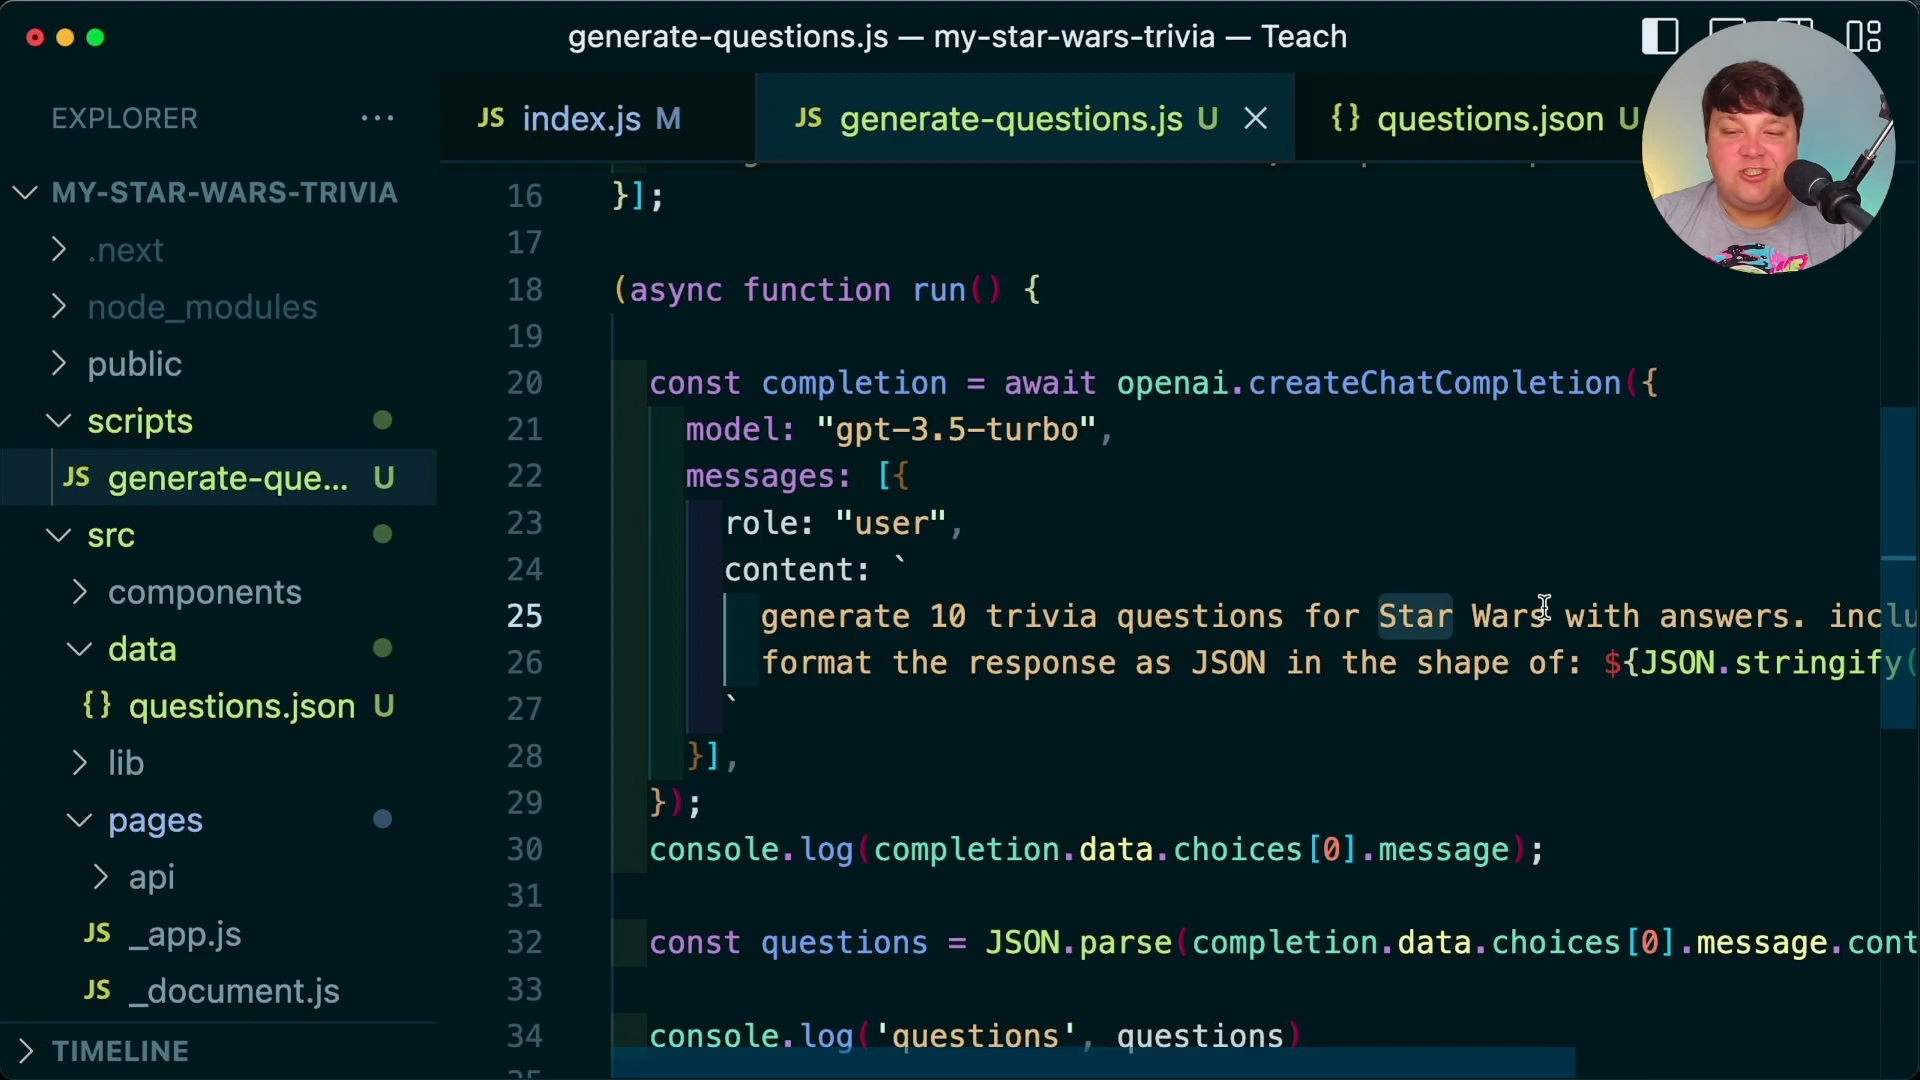 generate-questions.js — my-star-wars-trivia — Teach
EXPLORER ···
JS index.js M
JS generate-questions.js U
{} questions.json U
MY-STAR-WARS-TRIVIA
.next
node_modules
public
scripts
JS generate-que... U
src
components
data
{} questions.json U
lib
pages
api
JS _app.js
JS _document.js
TIMELINE
16 }];
17
18 (async function run() {
19
20 const completion = await openai.createChatCompletion({
21 model: "gpt-3.5-turbo",
22 messages: [{
23 role: "user",
24 content: `
25 generate 10 trivia questions for Star Wars with answers. inclu
26 format the response as JSON in the shape of: ${JSON.stringify(
27 `
28 }],
29 });
30 console.log(completion.data.choices[0].message);
31
32 const questions = JSON.parse(completion.data.choices[0].message.cont
33
34 console.log('questions', questions)